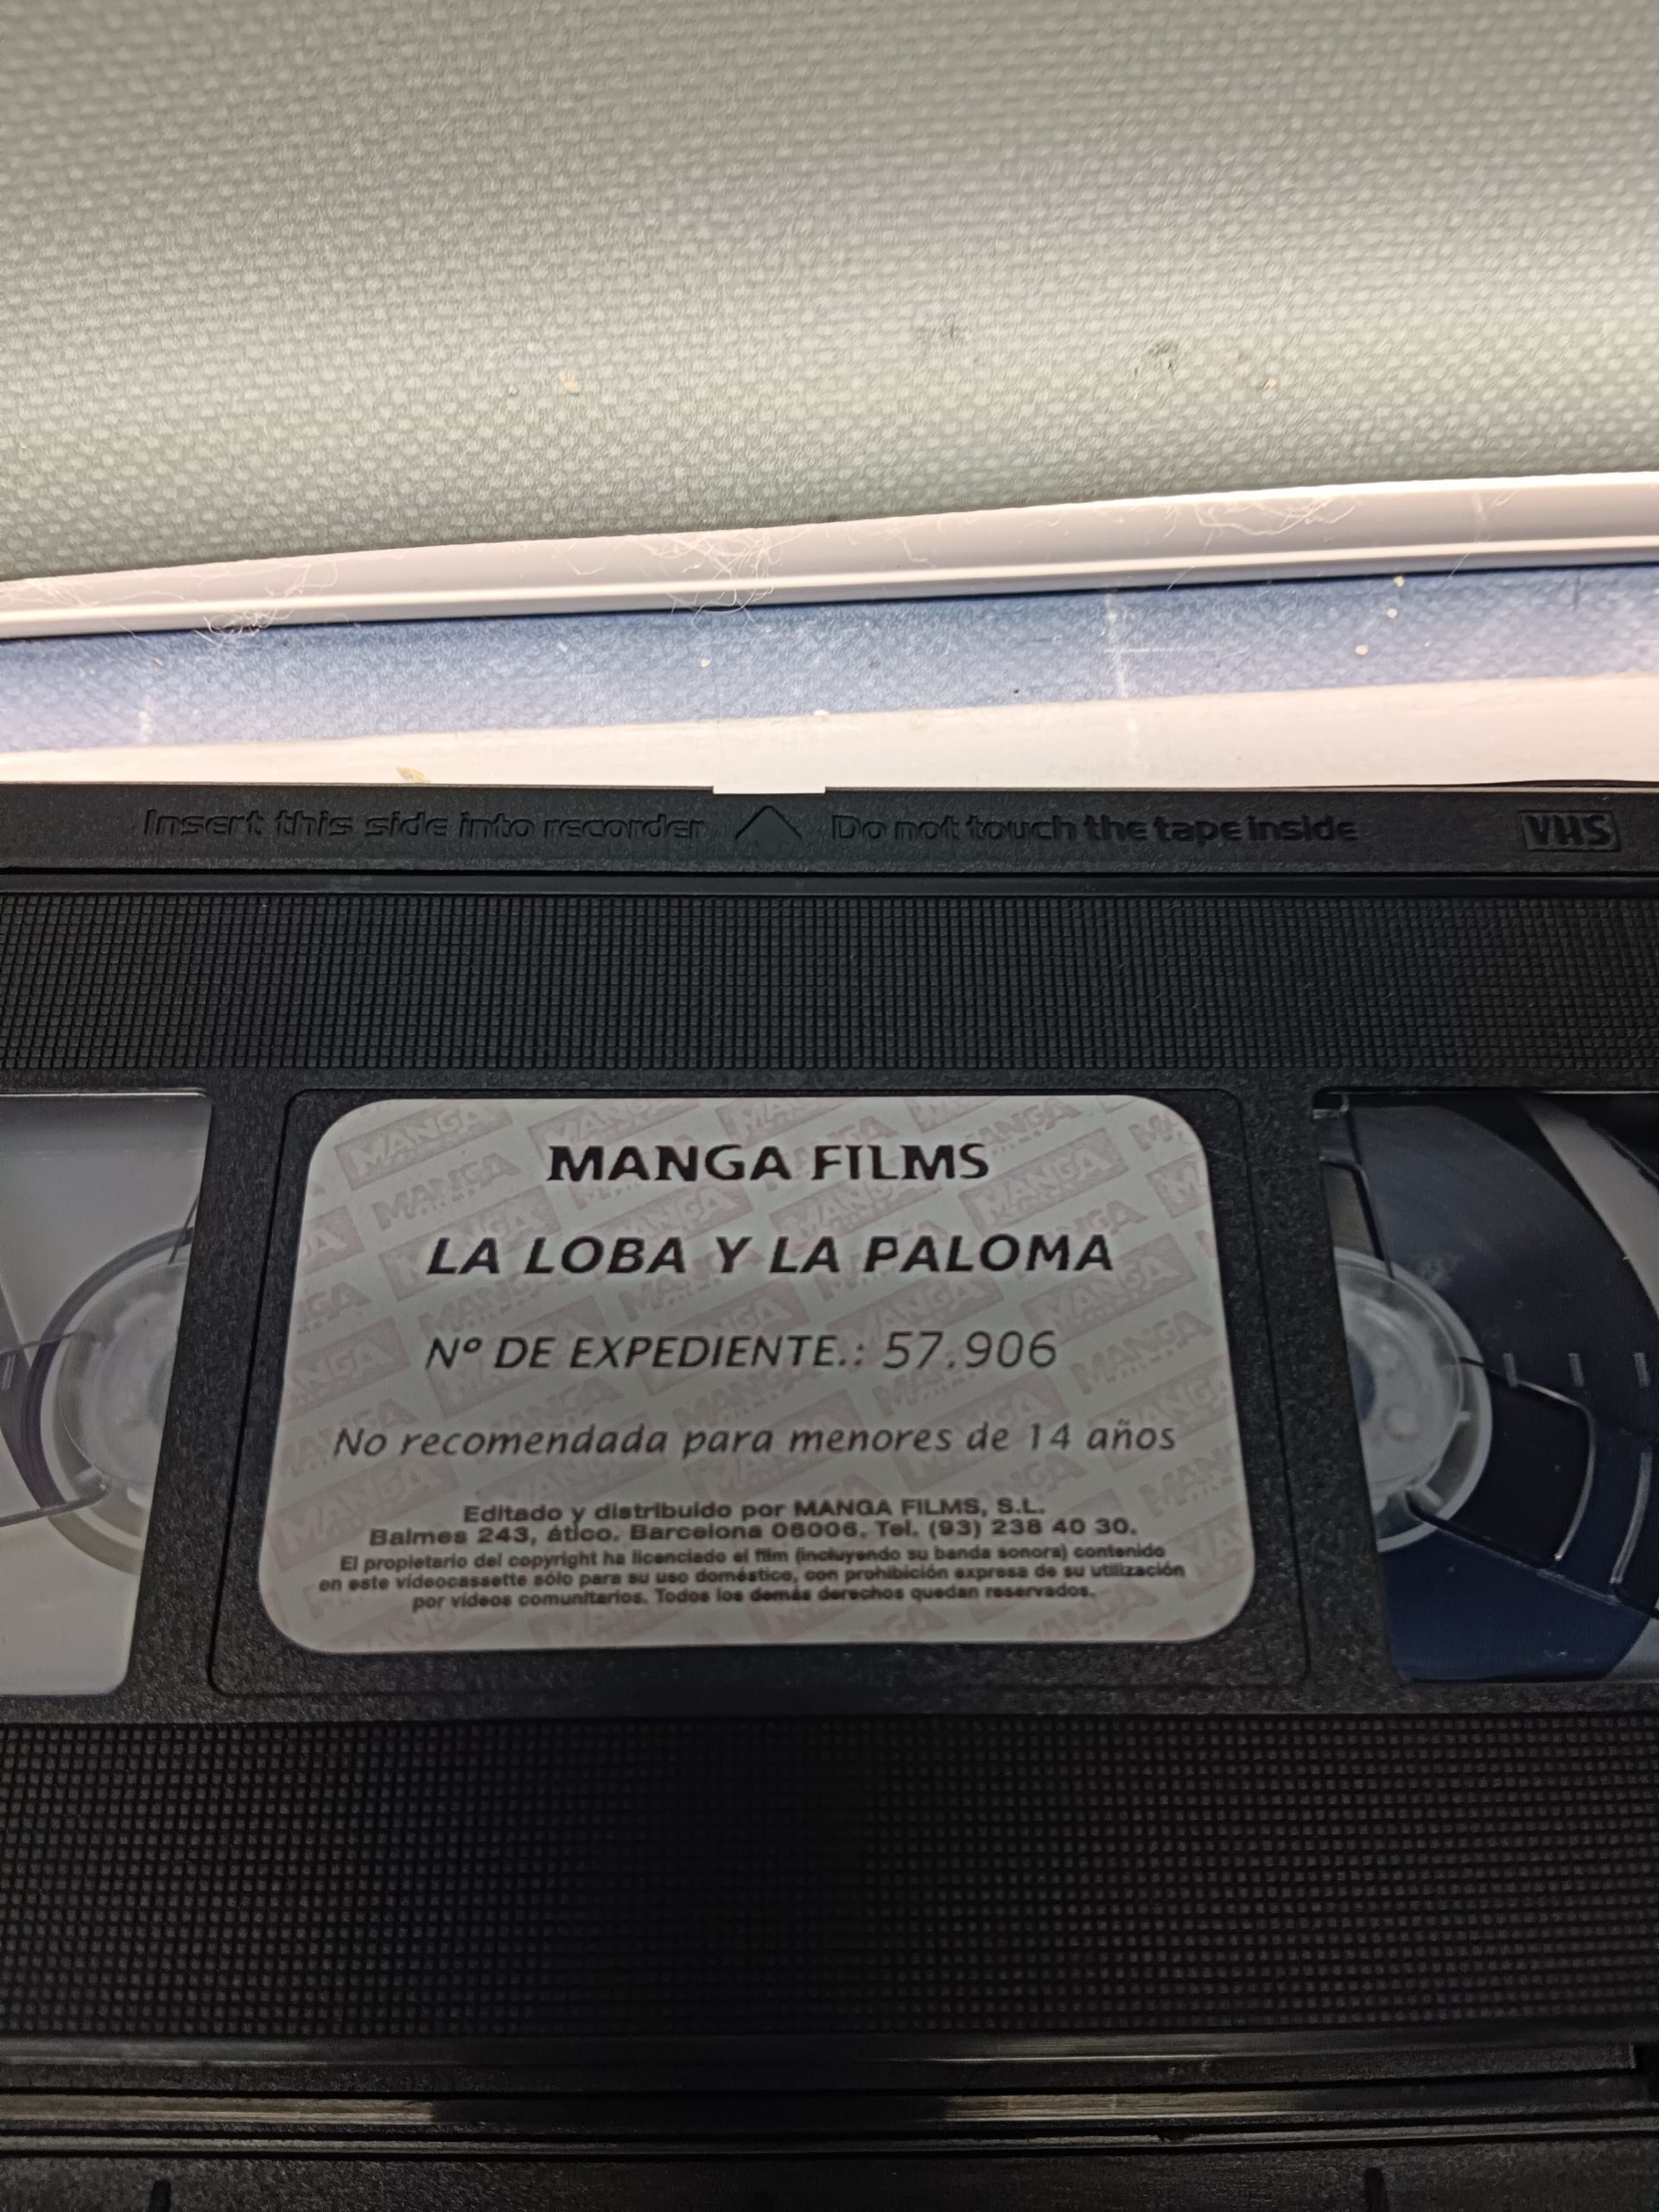 Insert this side into recorder Do not touch the tape inside VHS
MANGA FILMS
LA LOBA Y LA PALOMA
Nº DE EXPEDIENTE.: 57.906
No recomendada para menores de 14 años
Editado y distribuido por MANGA FILMS, S.L.
Balmes 243, ático. Barcelona 08006. Tel. (93) 238 40 30.
El propietario del copyright ha licenciado el film (incluyendo su banda sonora) contenido
en este vídeocassette sólo para su uso doméstico, con prohibición expresa de su utilización
por vídeos comunitarios. Todos los demás derechos quedan reservados.